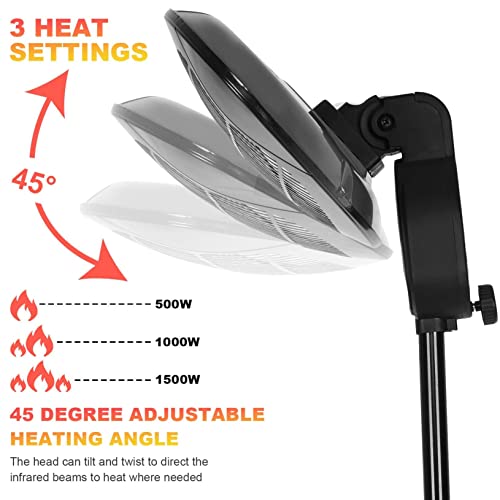 3 HEAT
SETTINGS
45°
500W
1000W
1500W
45 DEGREE ADJUSTABLE
HEATING ANGLE
The head can tilt and twist to direct the
infrared beams to heat where needed